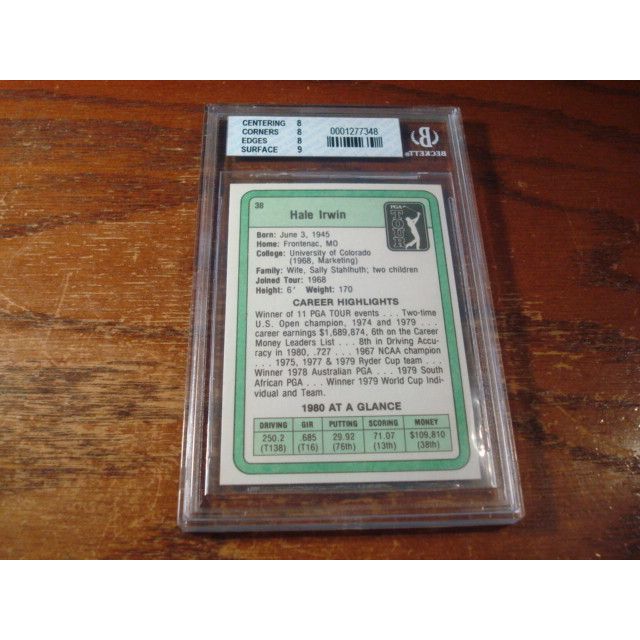 CENTERING 8
CORNERS 8
EDGES 8
SURFACE 9
0001277348
BECKETT
38
Hale Irwin
PGA TOUR
Born: June 3, 1945
Home: Frontenac, MO
College: University of Colorado
(1968, Marketing)
Family: Wife, Sally Stahlhuth; two children
Joined Tour: 1968
Height: 6' Weight: 170
CAREER HIGHLIGHTS
Winner of 11 PGA TOUR events . . . Two-time
U.S. Open champion, 1974 and 1979 . . .
career earnings $1,689,874, 6th on the Career
Money Leaders List . . . 8th in Driving Accu-
racy in 1980, .727 . . . 1967 NCAA champion
. . . 1975, 1977 & 1979 Ryder Cup team . . .
Winner 1978 Australian PGA . . . 1979 South
African PGA . . . Winner 1979 World Cup Indi-
vidual and Team.
1980 AT A GLANCE
DRIVING GIR PUTTING SCORING MONEY
250.2 .685 29.92 71.07 $109,810
(T138) (T16) (76th) (13th) (38th)